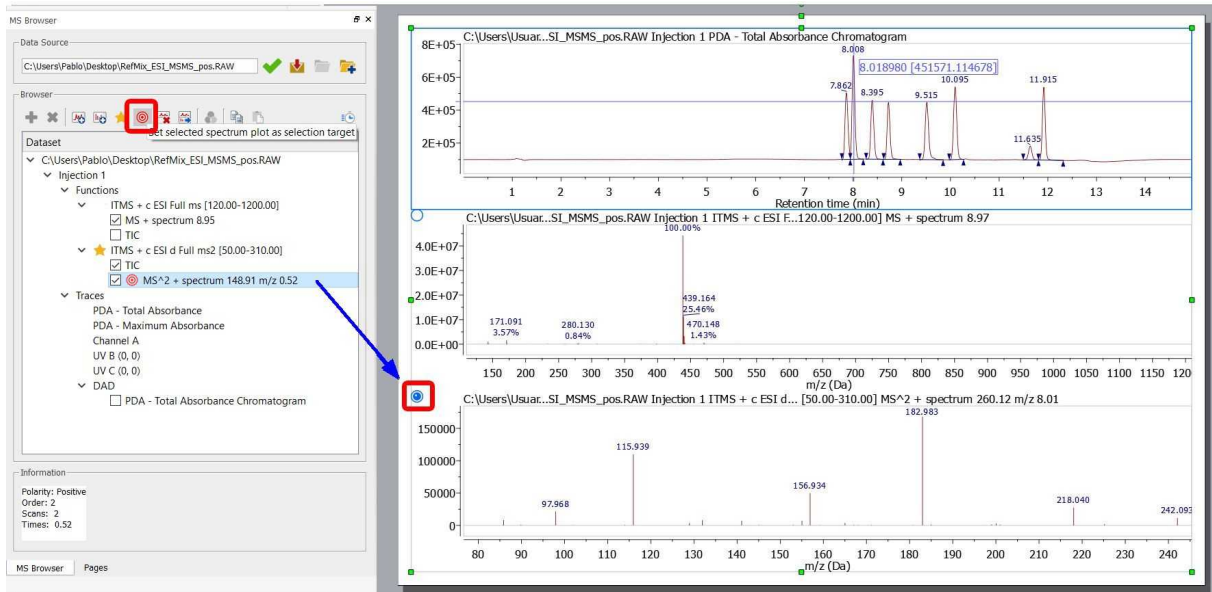 MS Browser
Data Source
C:\Users\Pablo\Desktop\RefMix_ESI_MSMS_pos.RAW
Browser
Set selected spectrum plot as selection target
Dataset
C:\Users\Pablo\Desktop\RefMix_ESI_MSMS_pos.RAW
Injection 1
Functions
ITMS + c ESI Full ms [120.00-1200.00]
MS + spectrum 8.95
TIC
ITMS + c ESI d Full ms2 [50.00-310.00]
TIC
MS^2 + spectrum 148.91 m/z 0.52
Traces
PDA - Total Absorbance
PDA - Maximum Absorbance
Channel A
UV B (0, 0)
UV C (0, 0)
DAD
PDA - Total Absorbance Chromatogram
Information
Polarity: Positive
Order: 2
Scans: 2
Times: 0.52
MS Browser Pages
C:\Users\Usuar...SI_MSMS_pos.RAW Injection 1 PDA - Total Absorbance Chromatogram
8E+05
6E+05
4E+05
2E+05
8.008
8.018980 [451571.114678]
7.862 8.395 9.515 10.095 11.635 11.915
1 2 3 4 5 6 7 8 9 10 11 12 13 14
Retention time (min)
C:\Users\Usuar...SI_MSMS_pos.RAW Injection 1 ITMS + c ESI F...120.00-1200.00] MS + spectrum 8.97
100.00%
4.0E+07
3.0E+07
2.0E+07
1.0E+07
0.0E+00
439.164
25.46%
171.091
3.57%
280.130
0.84%
470.148
1.43%
150 200 250 300 350 400 450 500 550 600 650 700 750 800 850 900 950 1000 1050 1100 1150 120
m/z (Da)
C:\Users\Usuar...SI_MSMS_pos.RAW Injection 1 ITMS + c ESI d... [50.00-310.00] MS^2 + spectrum 260.12 m/z 8.01
182.983
150000
100000
50000
0
115.939
156.934
97.968
218.040
242.093
80 90 100 110 120 130 140 150 160 170 180 190 200 210 220 230 240
m/z (Da)